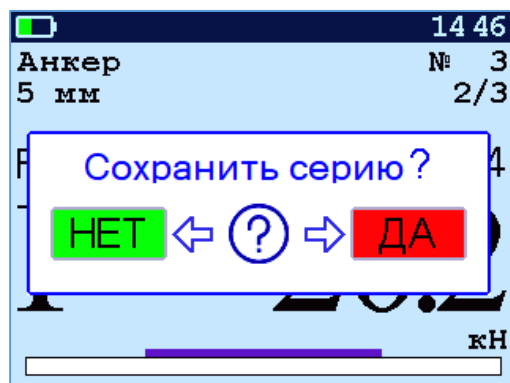 14 46
Анкер № 3
5 мм 2/3
Сохранить серию?
НЕТ ? ДА
кН